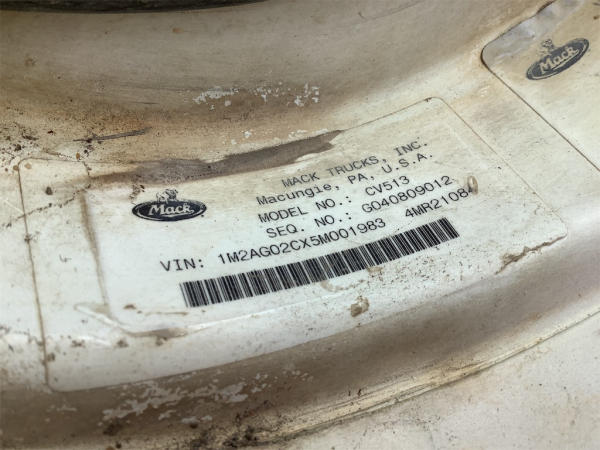 Mack
MACK TRUCKS, INC.
Macungie, PA, U.S.A.
MODEL NO.: CV513
SEQ. NO.: G040809012
VIN: 1M2AG02CX5M001983 4MR2108
Mack